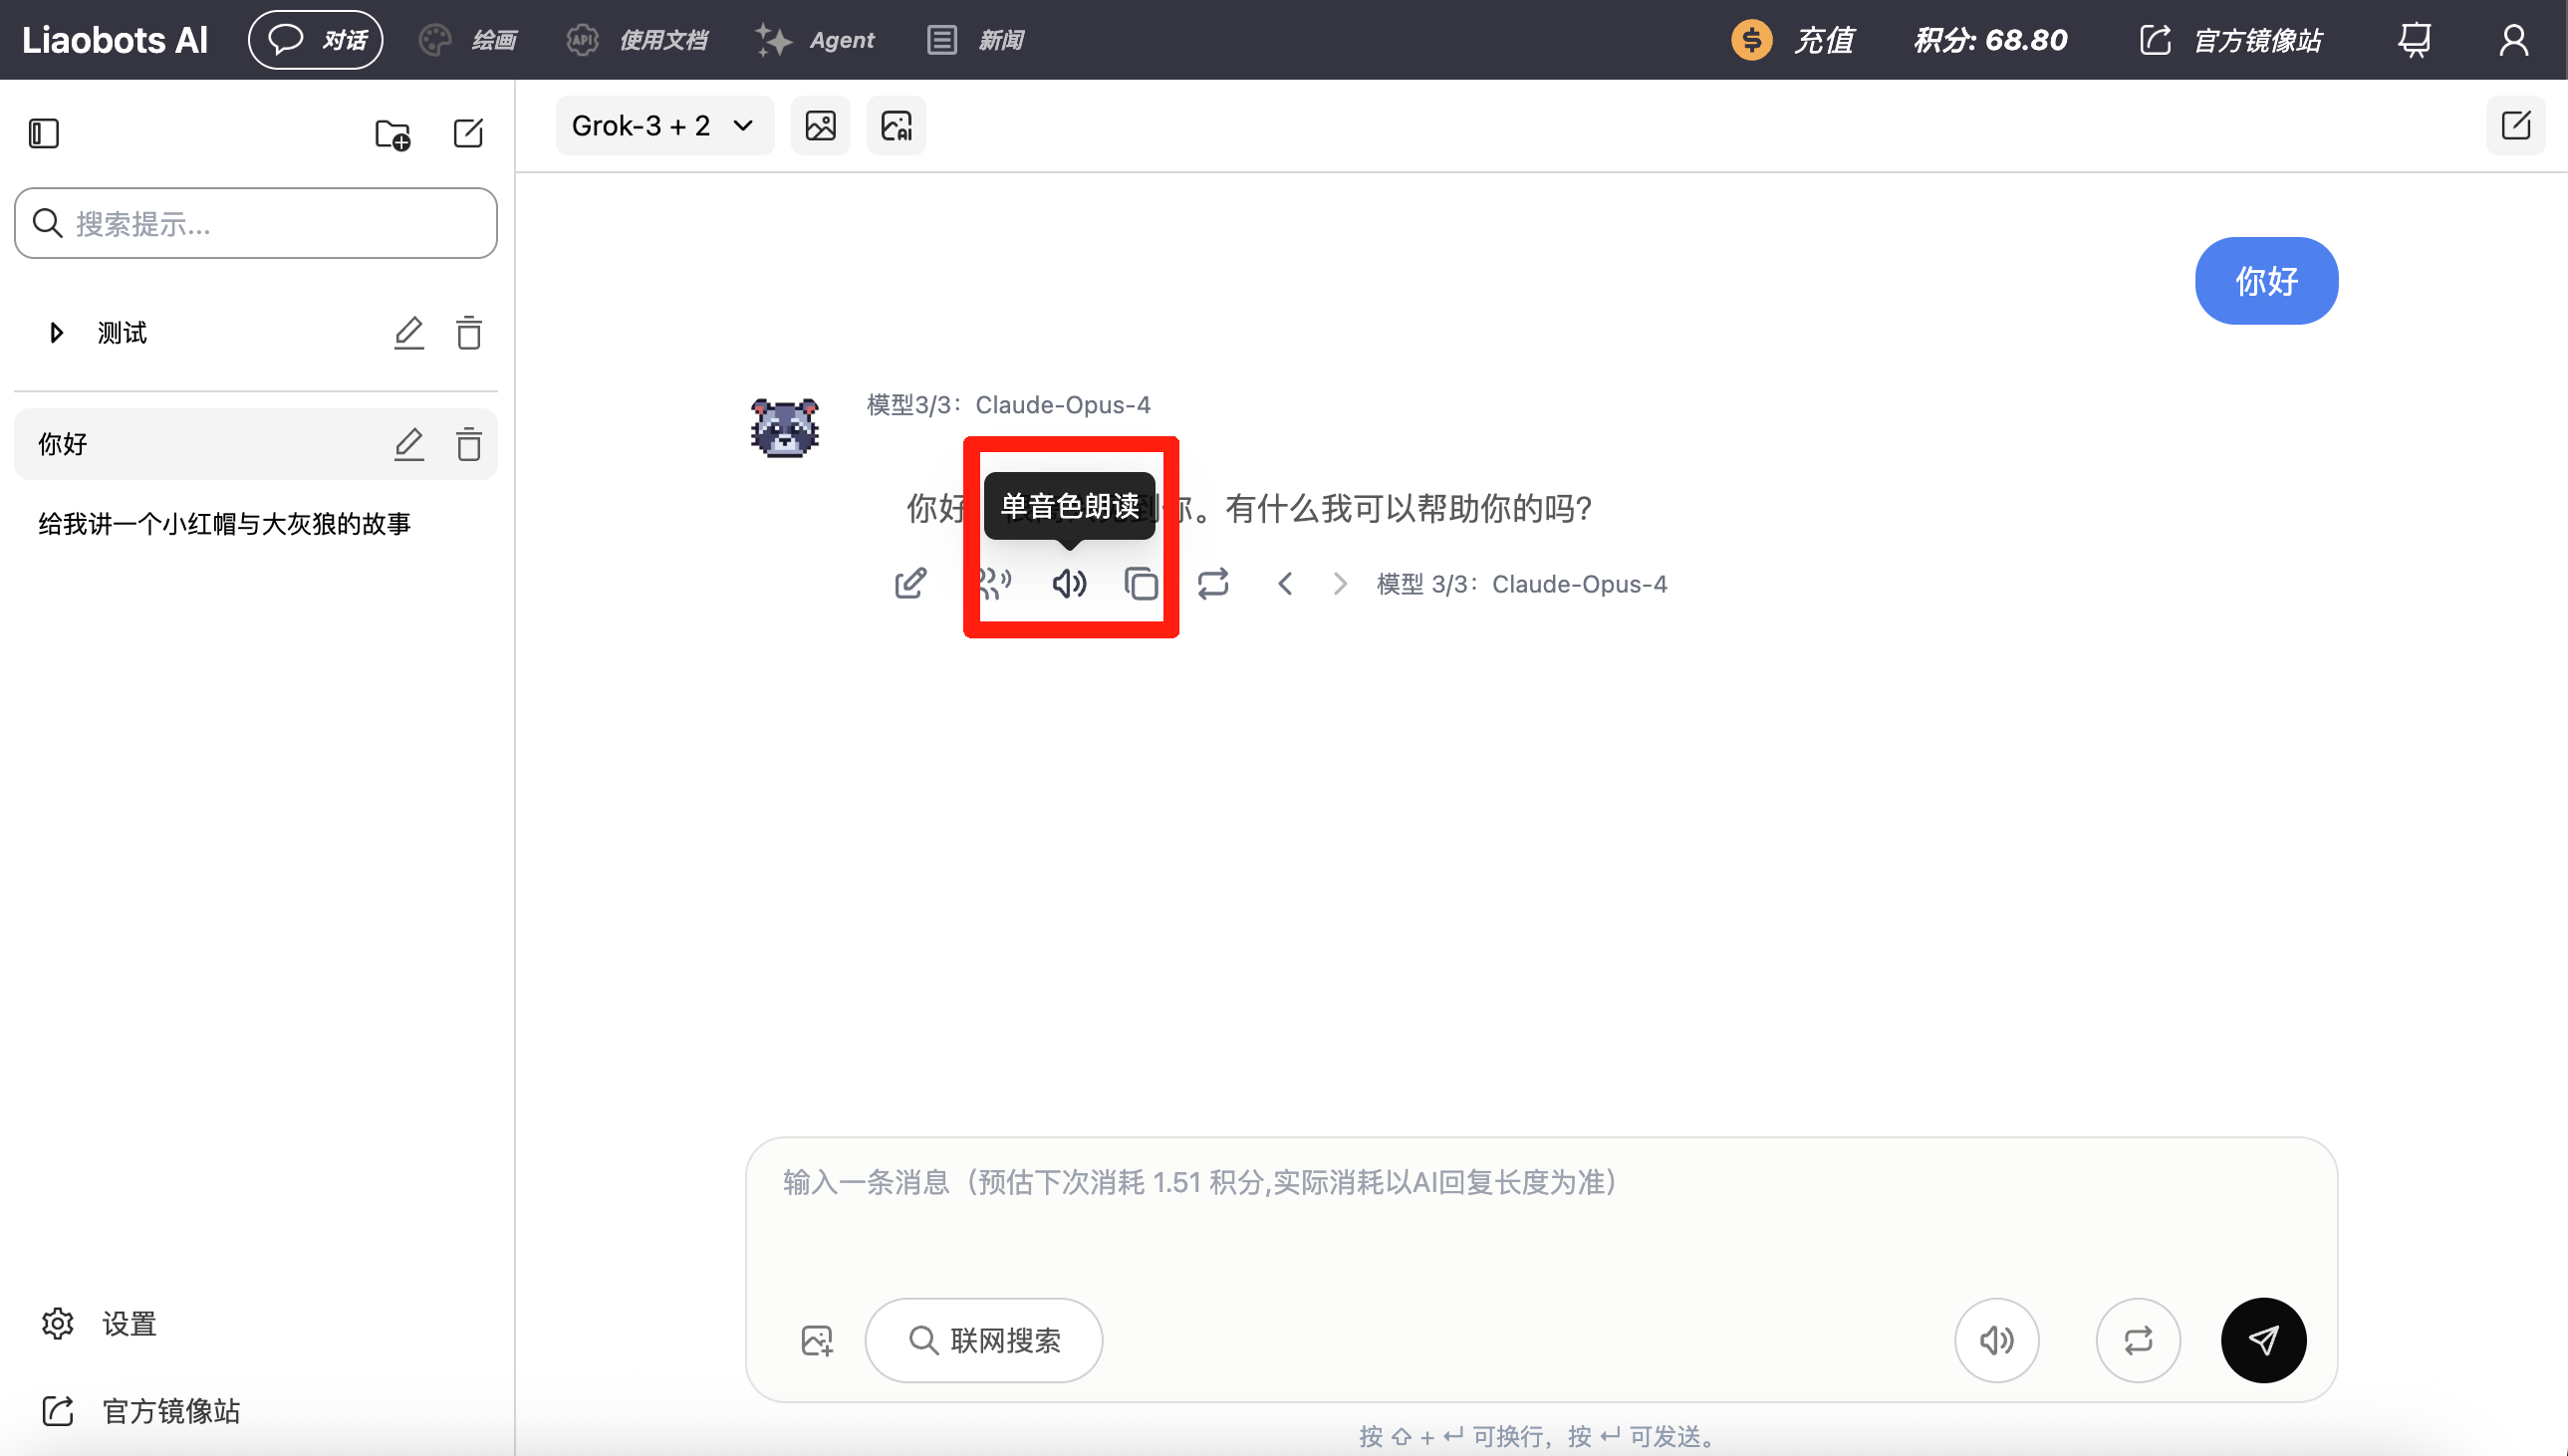 Liaobots AI
对话
绘画
使用文档
Agent
新闻
充值
积分: 68.80
官方镜像站
搜索提示...
测试
你好
给我讲一个小红帽与大灰狼的故事
设置
官方镜像站
Grok-3 + 2
你好
模型3/3：Claude-Opus-4
单音色朗读
你好 你。有什么我可以帮助你的吗?
模型 3/3：Claude-Opus-4
输入一条消息（预估下次消耗 1.51 积分,实际消耗以AI回复长度为准）
联网搜索
按 ⇧ + ↵ 可换行，按 ↵ 可发送。